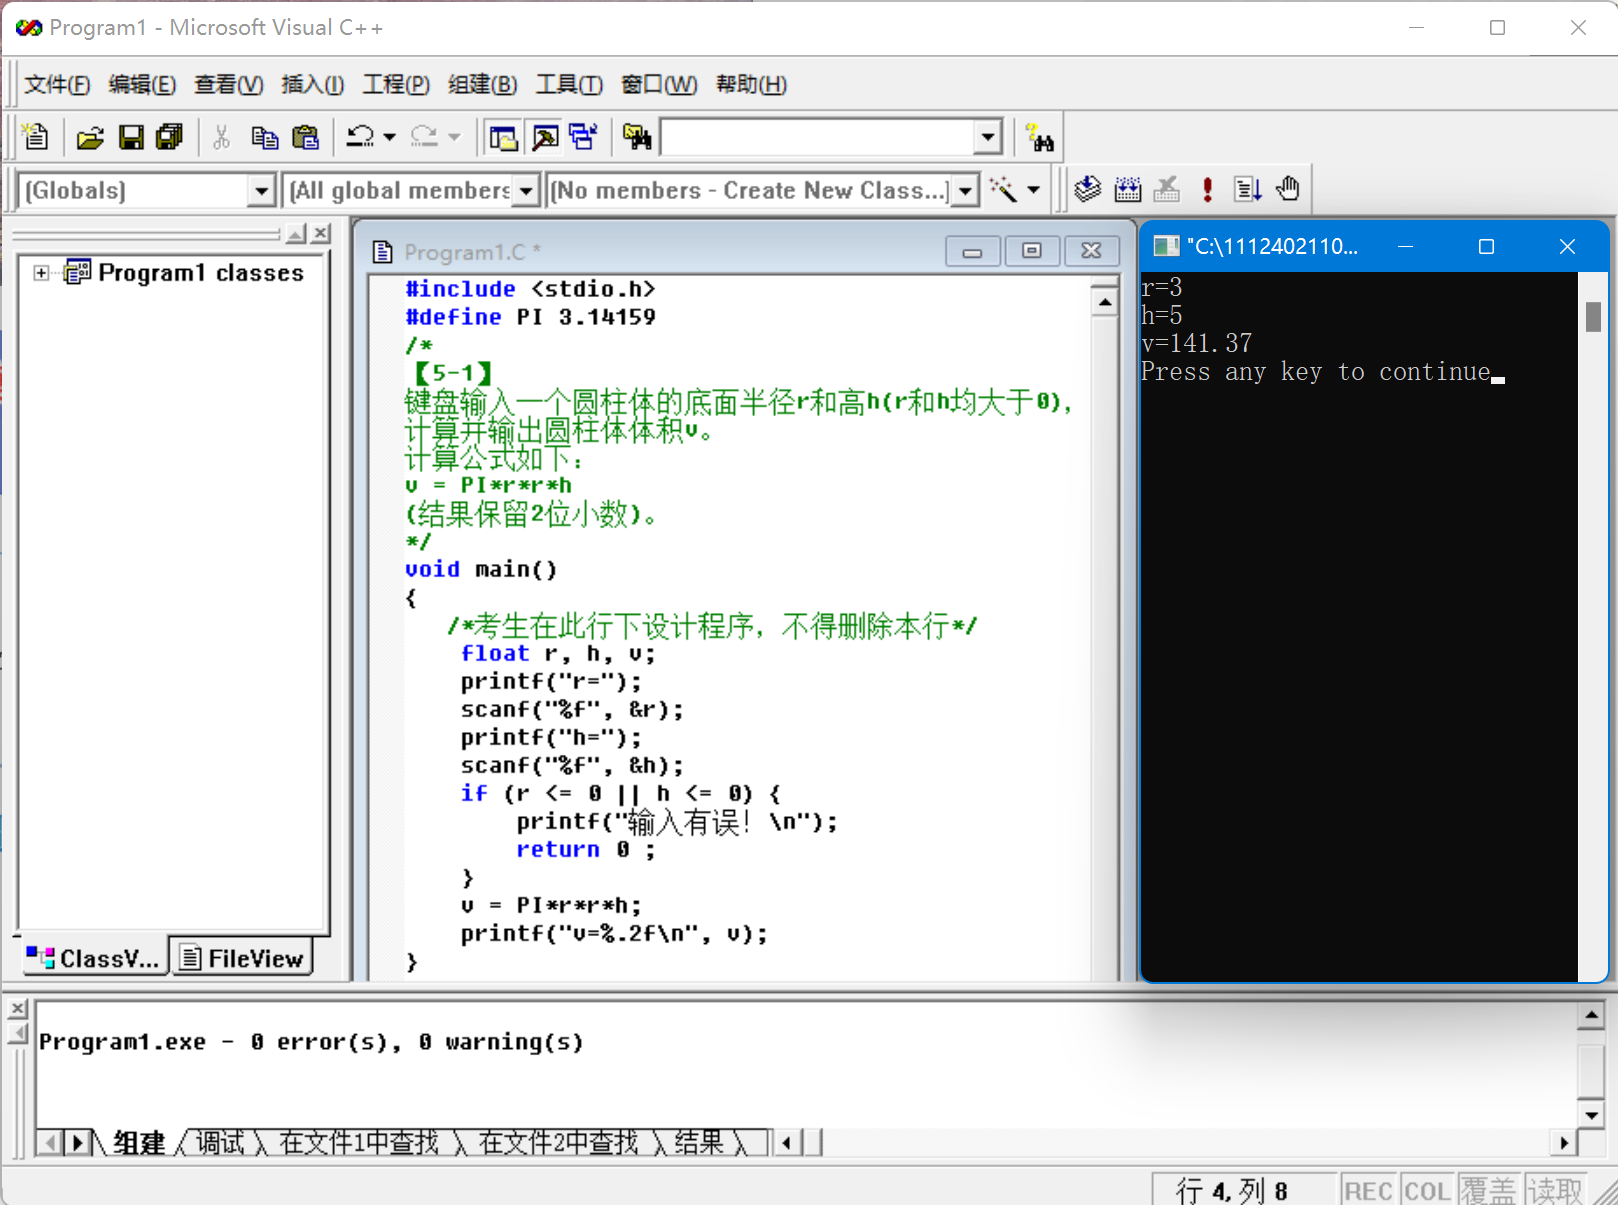 Program1 - Microsoft Visual C++
文件(F) 编辑(E) 查看(V) 插入(I) 工程(P) 组建(B) 工具(T) 窗口(W) 帮助(H)
(Globals) (All global members (No members - Create New Class...)
Program1 classes
ClassV... FileView
Program1.C *
#include <stdio.h>
#define PI 3.14159
/*
【5-1】
键盘输入一个圆柱体的底面半径r和高h(r和h均大于0),
计算并输出圆柱体体积v。
计算公式如下:
v = PI*r*r*h
(结果保留2位小数)。
*/
void main()
{
/*考生在此行下设计程序, 不得删除本行*/
float r, h, v;
printf("r=");
scanf("%f", &r);
printf("h=");
scanf("%f", &h);
if (r <= 0 || h <= 0) {
printf("输入有误! \n");
return 0 ;
}
v = PI*r*r*h;
printf("v=%.2f\n", v);
}
"C:\1112402110...
r=3
h=5
v=141.37
Press any key to continue
Program1.exe - 0 error(s), 0 warning(s)
组建 调试 在文件1中查找 在文件2中查找 结果
行 4, 列 8 REC COL 覆盖 读取